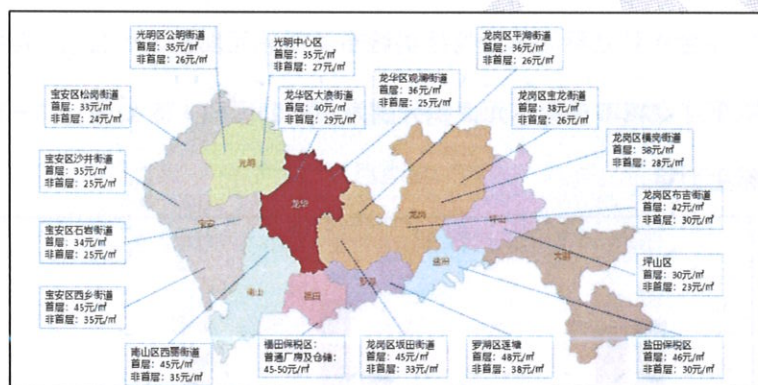 光明区公明街道
首层：35元/㎡
非首层：26元/㎡
光明中心区
首层：35元/㎡
非首层：27元/㎡
龙岗区平湖街道
首层：36元/㎡
非首层：26元/㎡
龙华区观澜街道
首层：36元/㎡
非首层：25元/㎡
宝安区松岗街道
首层：33元/㎡
非首层：24元/㎡
龙华区大浪街道
首层：40元/㎡
非首层：29元/㎡
龙岗区宝龙街道
首层：38元/㎡
非首层：26元/㎡
龙岗区横岗街道
首层：38元/㎡
非首层：28元/㎡
宝安区沙井街道
首层：35元/㎡
非首层：25元/㎡
龙岗区布吉街道
首层：42元/㎡
非首层：30元/㎡
宝安区石岩街道
首层：34元/㎡
非首层：25元/㎡
坪山区
首层：30元/㎡
非首层：23元/㎡
宝安区西乡街道
首层：45元/㎡
非首层：35元/㎡
光明
龙华
龙岗
宝安
坪山
大鹏
盐田
罗湖
南山
福田
南山区西丽街道
首层：45元/㎡
非首层：35元/㎡
福田保税区：
普通厂房及仓储：
45-50元/㎡
龙岗区坂田街道
首层：45元/㎡
非首层：33元/㎡
罗湖区莲塘
首层：48元/㎡
非首层：38元/㎡
盐田保税区
首层：46元/㎡
非首层：30元/㎡